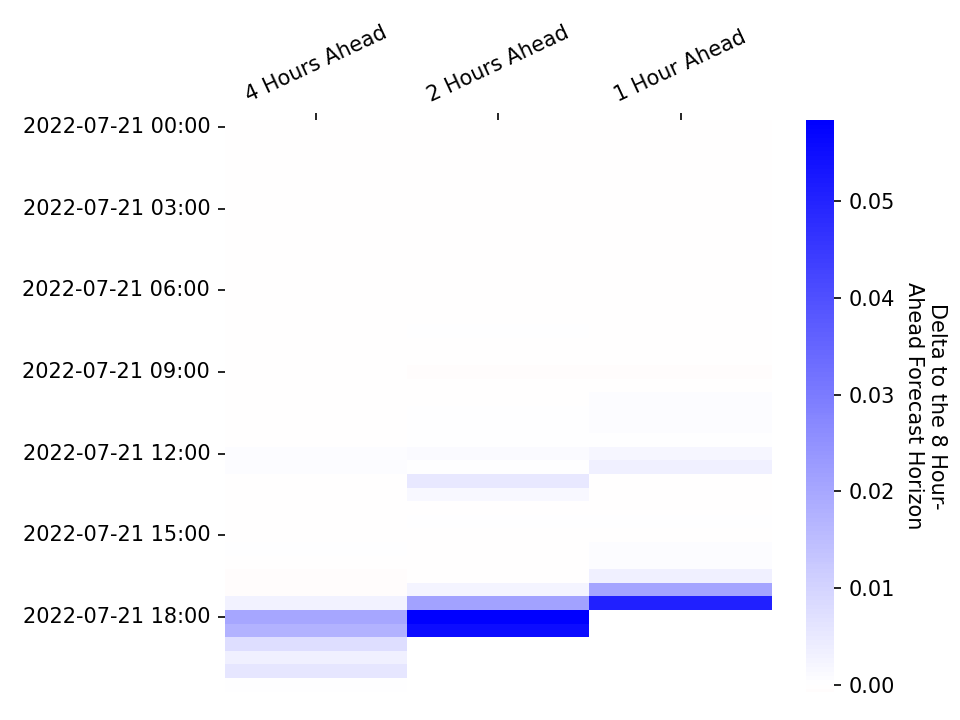 4 Hours Ahead
2 Hours Ahead
1 Hour Ahead
2022-07-21 00:00
2022-07-21 03:00
2022-07-21 06:00
2022-07-21 09:00
2022-07-21 12:00
2022-07-21 15:00
2022-07-21 18:00
0.05
0.04
0.03
0.02
0.01
0.00
Delta to the 8 Hour-
Ahead Forecast Horizon